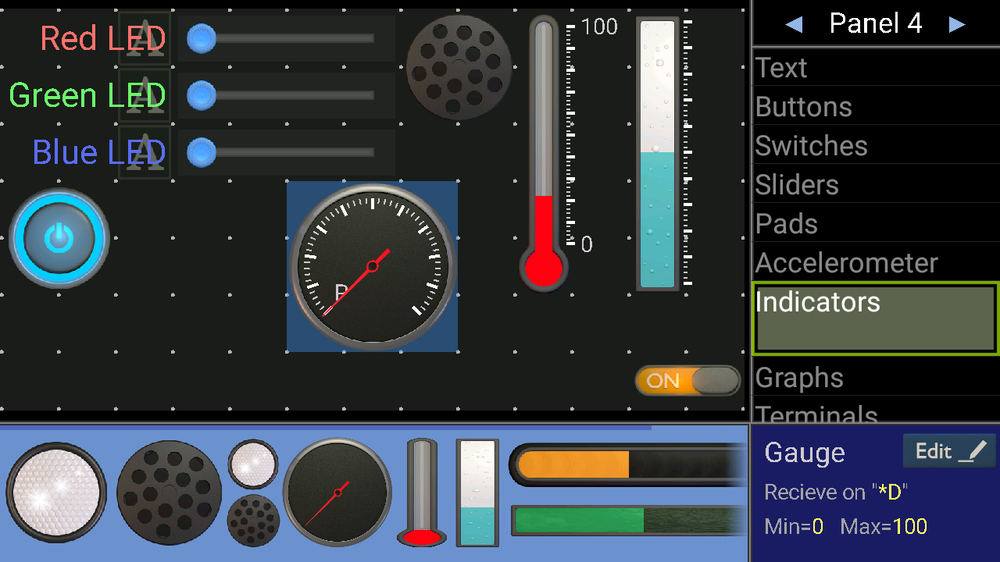 Red LED
A
Green LED
A
Blue LED
A
100
0
P
ON
Panel 4
Text
Buttons
Switches
Sliders
Pads
Accelerometer
Indicators
Graphs
Terminals
Gauge
Edit
Recieve on "*D"
Min=0 Max=100